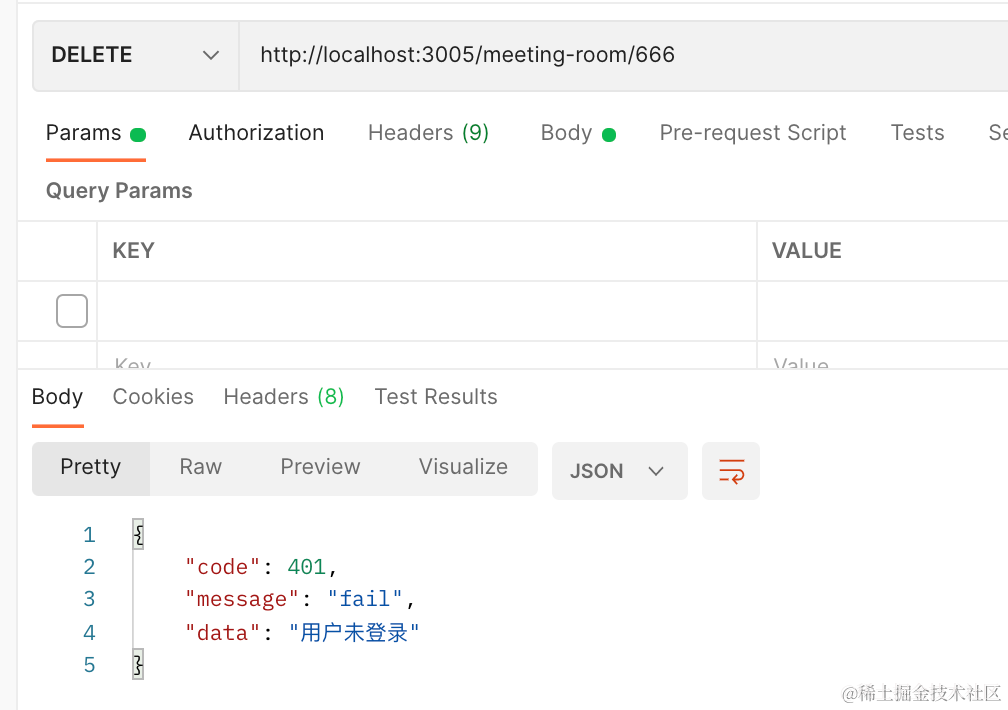 DELETE http://localhost:3005/meeting-room/666
Params Authorization Headers (9) Body Pre-request Script Tests Se
Query Params
KEY VALUE
Key Value
Body Cookies Headers (8) Test Results
Pretty Raw Preview Visualize JSON
1 {
2 "code": 401,
3 "message": "fail",
4 "data": "用户未登录"
5 }
@稀土掘金技术社区